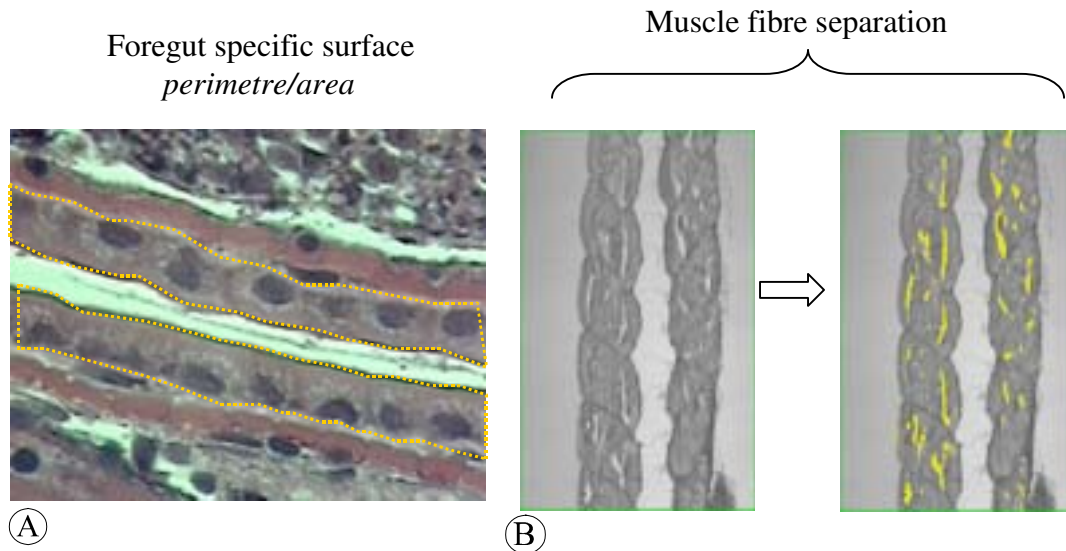 Foregut specific surface
perimetre/area
Muscle fibre separation
A
B